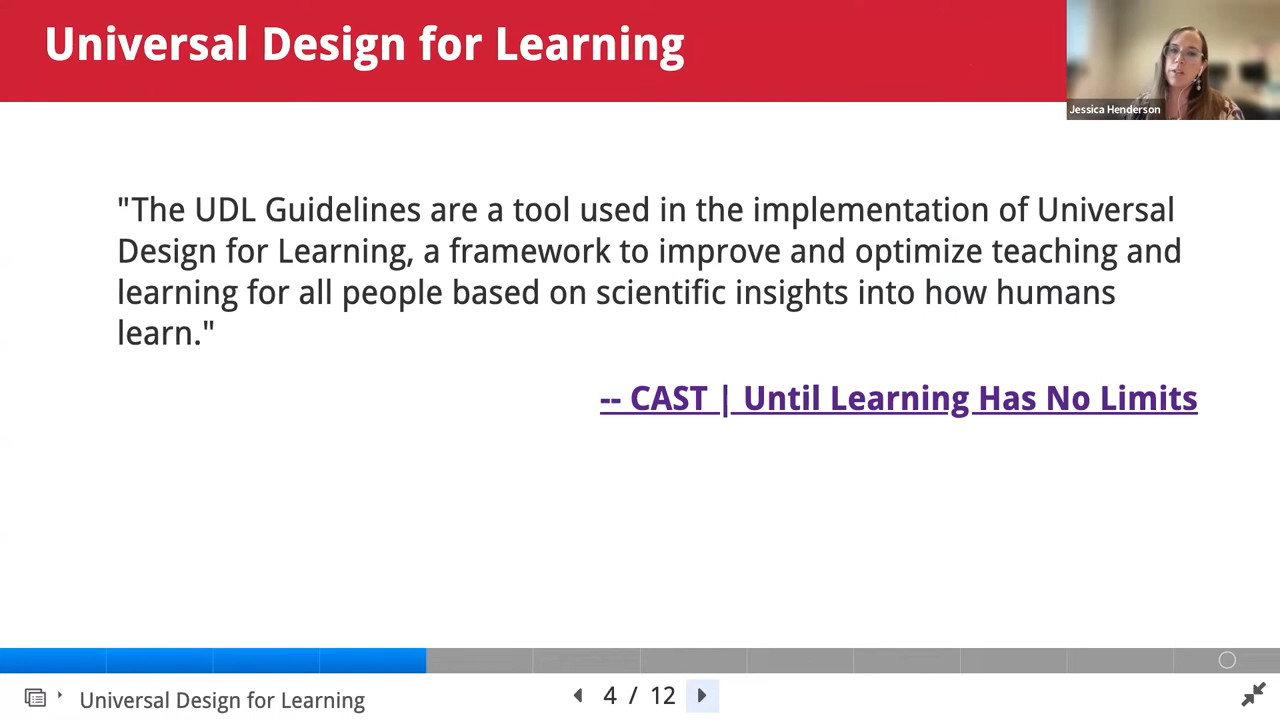 Universal Design for Learning
Jessica Henderson
"The UDL Guidelines are a tool used in the implementation of Universal
Design for Learning, a framework to improve and optimize teaching and
learning for all people based on scientific insights into how humans
learn."
-- CAST | Until Learning Has No Limits
Universal Design for Learning
4 / 12